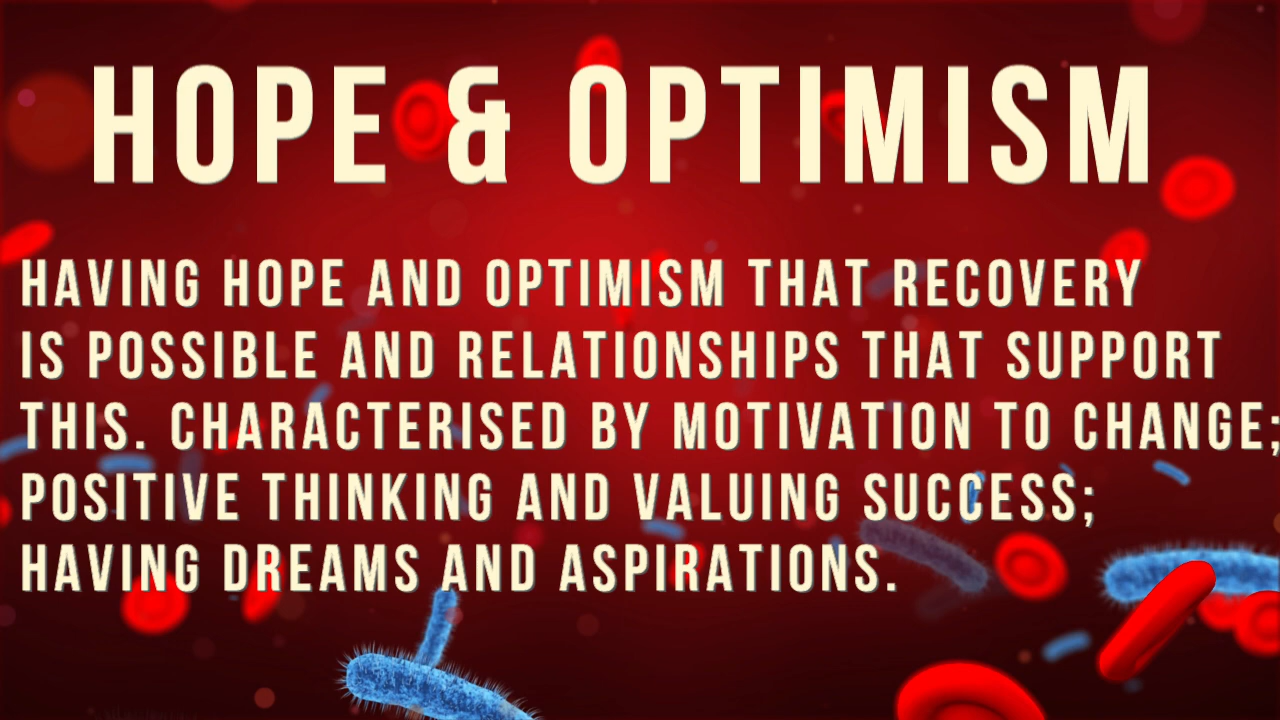 HOPE & OPTIMISM
HAVING HOPE AND OPTIMISM THAT RECOVERY
IS POSSIBLE AND RELATIONSHIPS THAT SUPPORT
THIS. CHARACTERISED BY MOTIVATION TO CHANGE;
POSITIVE THINKING AND VALUING SUCCESS;
HAVING DREAMS AND ASPIRATIONS.